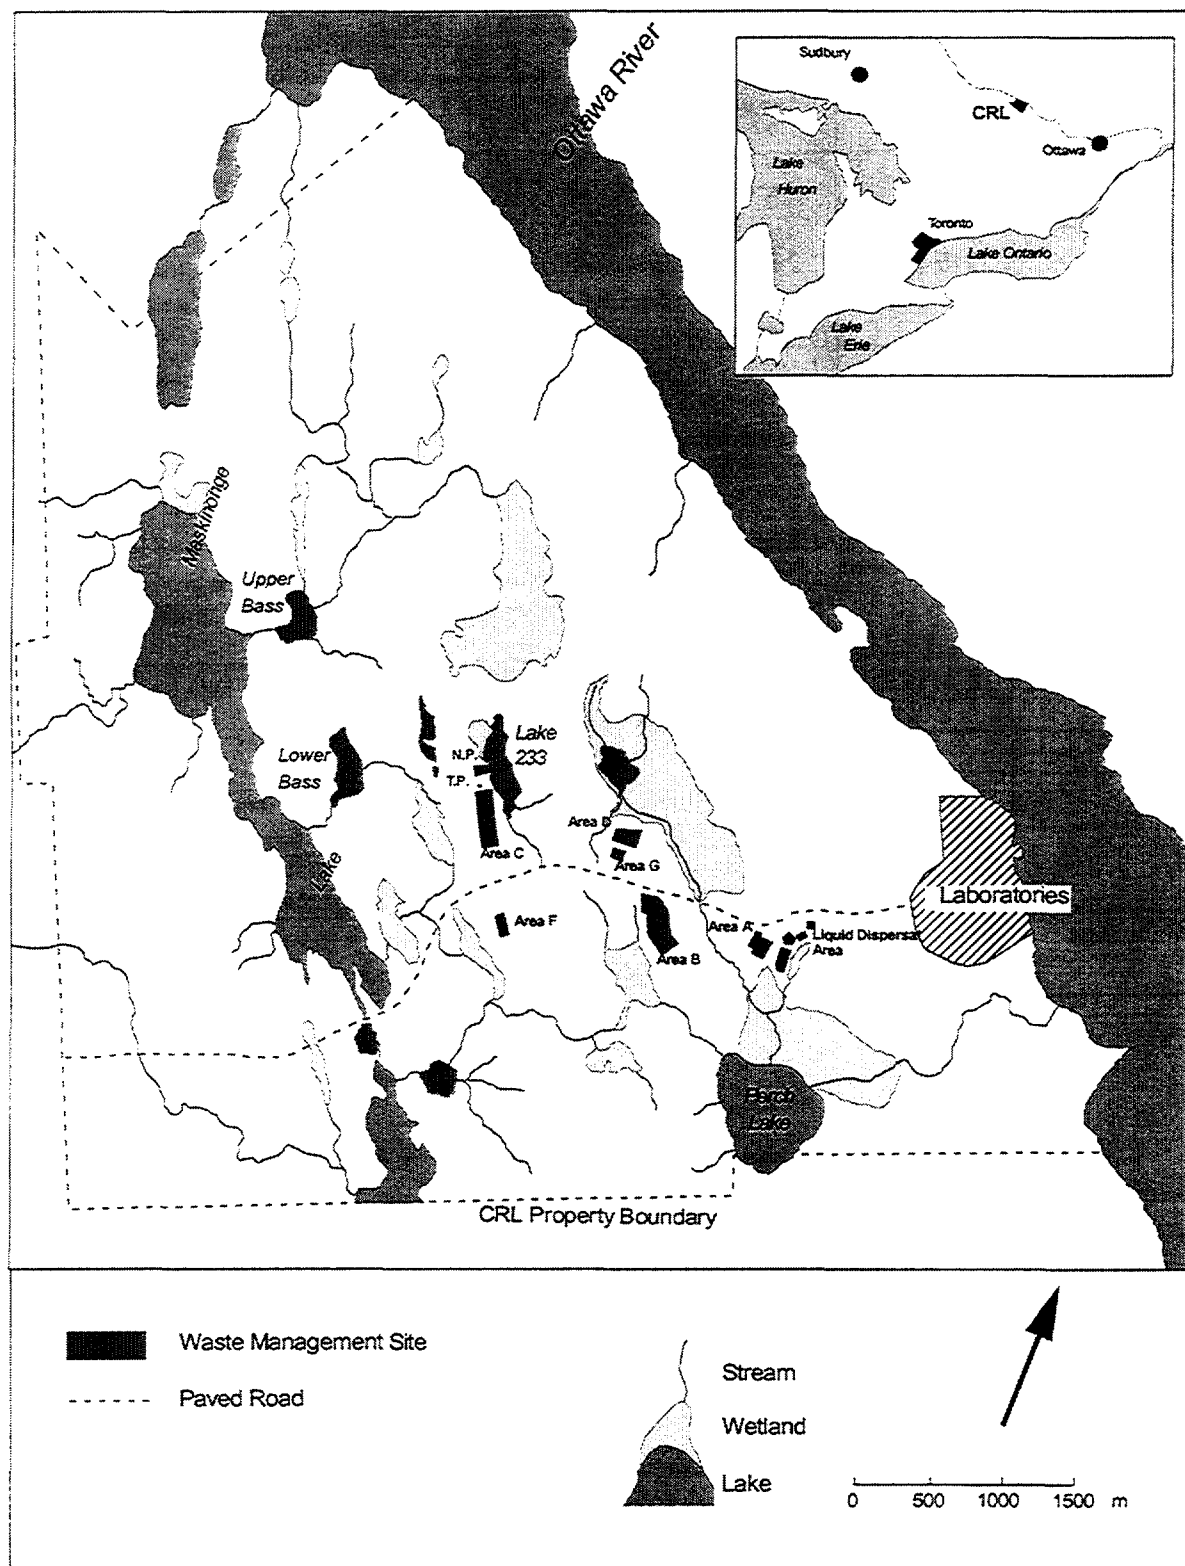 Ottawa River
Sudbury
CRL
Ottawa
Lake
Huron
Toronto
Lake Ontario
Lake
Erie
Maskinonge
Upper
Bass
Lake
233
Lower
Bass
N.P.
T.P.
Area D
Area C
Area G
Lake
Laboratories
Area F
Area A
Liquid Dispersal
Area
Area B
Perch
Lake
CRL Property Boundary
Waste Management Site
Paved Road
Stream
Wetland
Lake
0 500 1000 1500 m